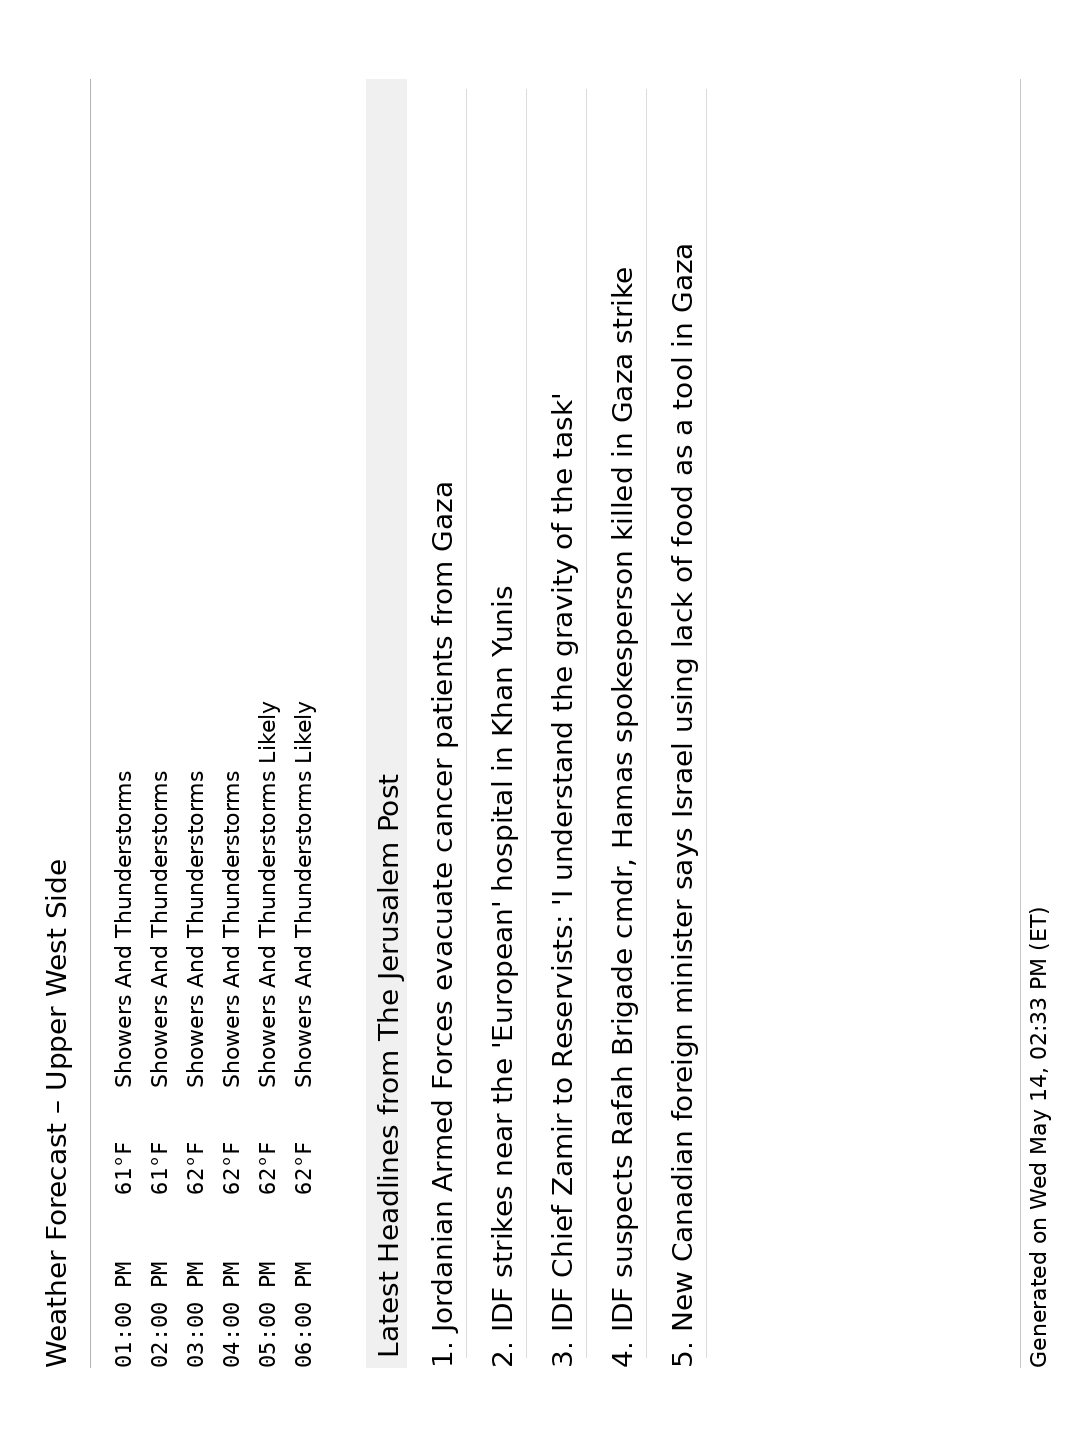 Weather Forecast – Upper West Side
01:00 PM 61°F Showers And Thunderstorms
02:00 PM 61°F Showers And Thunderstorms
03:00 PM 62°F Showers And Thunderstorms
04:00 PM 62°F Showers And Thunderstorms
05:00 PM 62°F Showers And Thunderstorms Likely
06:00 PM 62°F Showers And Thunderstorms Likely
Latest Headlines from The Jerusalem Post
1. Jordanian Armed Forces evacuate cancer patients from Gaza
2. IDF strikes near the 'European' hospital in Khan Yunis
3. IDF Chief Zamir to Reservists: 'I understand the gravity of the task'
4. IDF suspects Rafah Brigade cmdr, Hamas spokesperson killed in Gaza strike
5. New Canadian foreign minister says Israel using lack of food as a tool in Gaza
Generated on Wed May 14, 02:33 PM (ET)